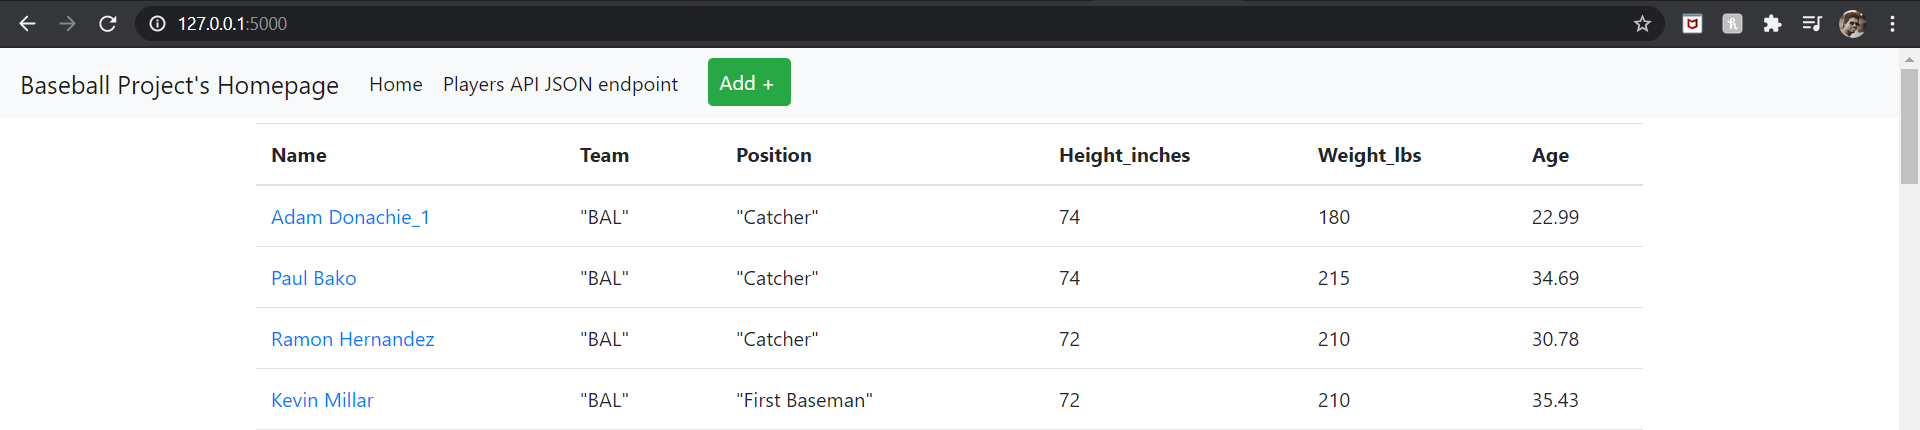 127.0.0.1:5000
Baseball Project's Homepage Home Players API JSON endpoint Add +
Name Team Position Height_inches Weight_lbs Age
Adam Donachie_1 "BAL" "Catcher" 74 180 22.99
Paul Bako "BAL" "Catcher" 74 215 34.69
Ramon Hernandez "BAL" "Catcher" 72 210 30.78
Kevin Millar "BAL" "First Baseman" 72 210 35.43